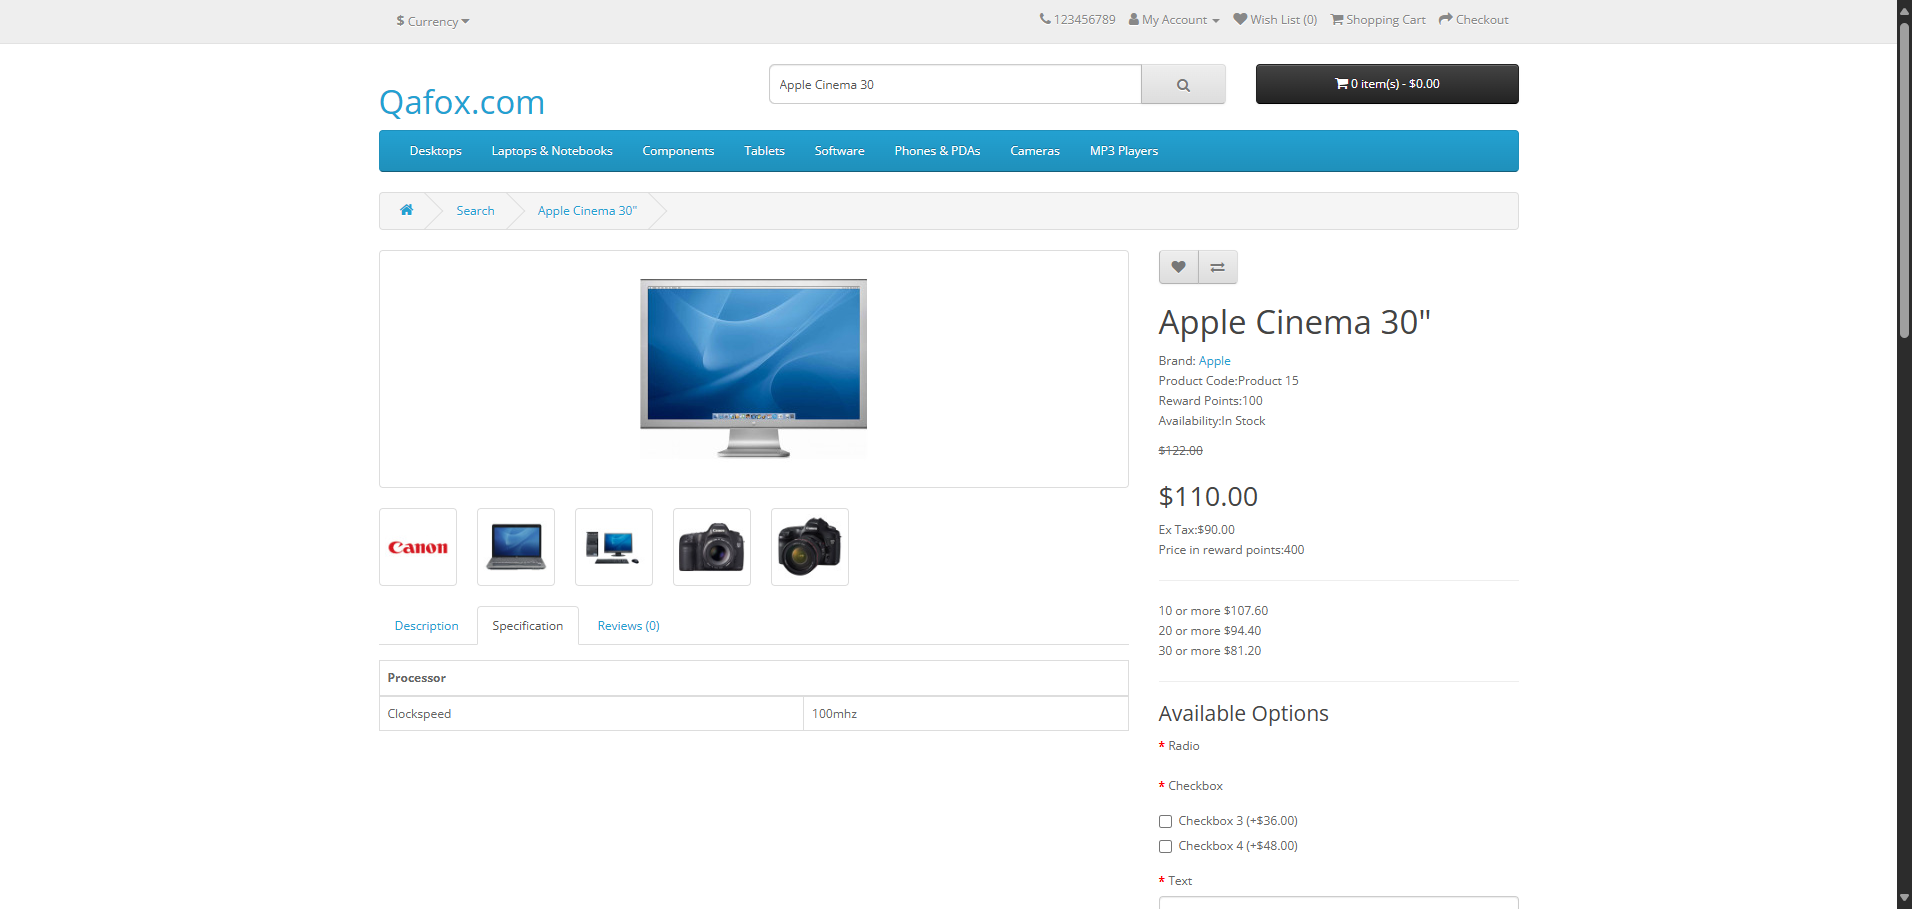 $ Currency
123456789 My Account Wish List (0) Shopping Cart Checkout
Qafox.com
Apple Cinema 30
0 item(s) - $0.00
Desktops Laptops & Notebooks Components Tablets Software Phones & PDAs Cameras MP3 Players
Search Apple Cinema 30"
Canon
Description Specification Reviews (0)
Processor
Clockspeed 100mhz
Apple Cinema 30"
Brand: Apple
Product Code:Product 15
Reward Points:100
Availability:In Stock
$122.00
$110.00
Ex Tax:$90.00
Price in reward points:400
10 or more $107.60
20 or more $94.40
30 or more $81.20
Available Options
* Radio
* Checkbox
Checkbox 3 (+$36.00)
Checkbox 4 (+$48.00)
* Text